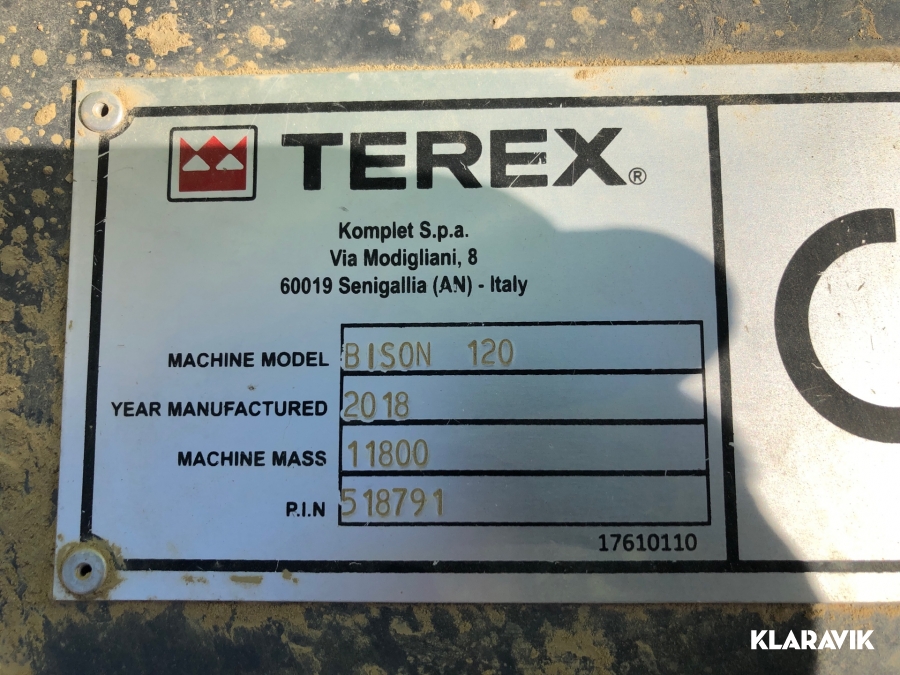 TEREX®
Komplet S.p.a.
Via Modigliani, 8
60019 Senigallia (AN) - Italy
MACHINE MODEL BISON 120
YEAR MANUFACTURED 2018
MACHINE MASS 11800
P.I.N 518791
17610110
KLARAVIK